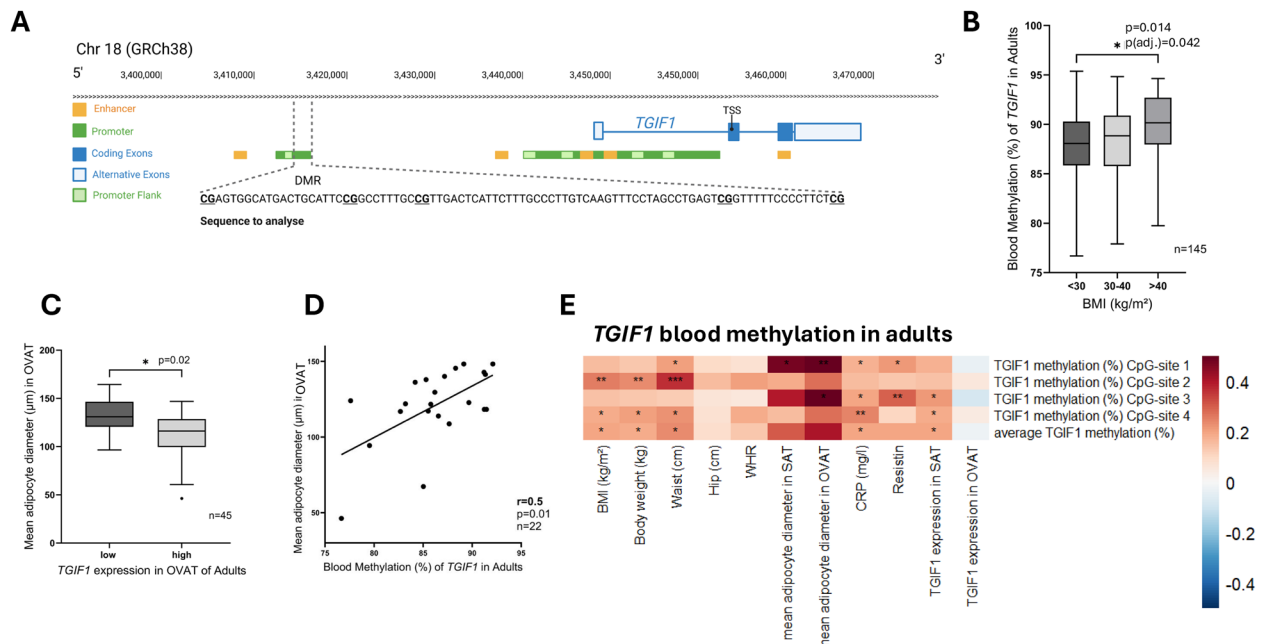 A
Chr 18 (GRCh38)
5'
3'
3,400,000|
3,410,000|
3,420,000|
3,430,000|
3,440,000|
3,450,000|
3,460,000|
3,470,000|
Enhancer
Promoter
Coding Exons
Alternative Exons
Promoter Flank
TGIF1
TSS
DMR
CGAGTGGCATGACTGCATTCCGGCCTTTGCCGTTGACTCATTCTTTGCCCTTGTCAAGTTTCCTAGCCTGAGTCGGTTTTTCCCCTTCTCG
Sequence to analyse
B
Blood Methylation (%) of TGIF1 in Adults
100
95
90
85
80
75
p=0.014
* p(adj.)=0.042
n=145
<30
30-40
>40
BMI (kg/m²)
C
Mean adipocyte diameter (µm) in OVAT
200
150
100
50
0
* p=0.02
n=45
low
high
TGIF1 expression in OVAT of Adults
D
Mean adipocyte diameter (µm) in OVAT
150
100
50
r=0.5
p=0.01
n=22
75
80
85
90
95
Blood Methylation (%) of TGIF1 in Adults
E
TGIF1 blood methylation in adults
* * ** * *
TGIF1 methylation (%) CpG-site 1
** ** ***
TGIF1 methylation (%) CpG-site 2
* * ** *
TGIF1 methylation (%) CpG-site 3
* * * ** *
TGIF1 methylation (%) CpG-site 4
* * * * *
average TGIF1 methylation (%)
BMI (kg/m²)
Body weight (kg)
Waist (cm)
Hip (cm)
WHR
mean adipocyte diameter in SAT
mean adipocyte diameter in OVAT
CRP (mg/l)
Resistin
TGIF1 expression in SAT
TGIF1 expression in OVAT
0.4
0.2
0
-0.2
-0.4